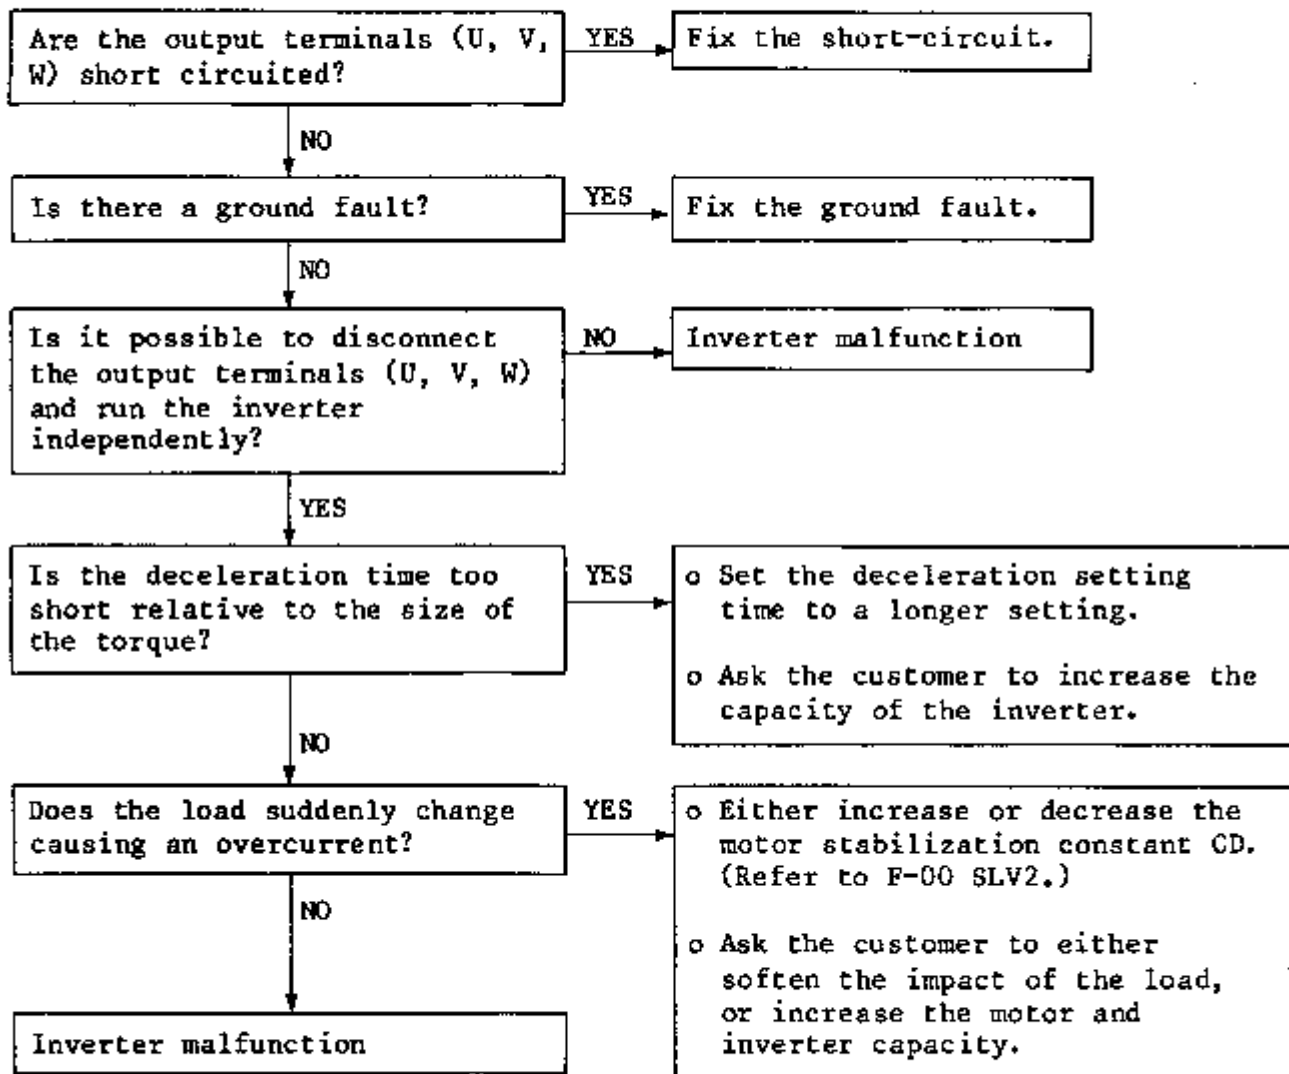 Are the output terminals (U, V,
W) short circuited?
YES
Fix the short-circuit.
NO
Is there a ground fault?
YES
Fix the ground fault.
NO
Is it possible to disconnect
the output terminals (U, V, W)
and run the inverter
independently?
NO
Inverter malfunction
YES
Is the deceleration time too
short relative to the size of
the torque?
YES
o Set the deceleration setting
time to a longer setting.
o Ask the customer to increase the
capacity of the inverter.
NO
Does the load suddenly change
causing an overcurrent?
YES
o Either increase or decrease the
motor stabilization constant CD.
(Refer to F-00 SLV2.)
o Ask the customer to either
soften the impact of the load,
or increase the motor and
inverter capacity.
NO
Inverter malfunction